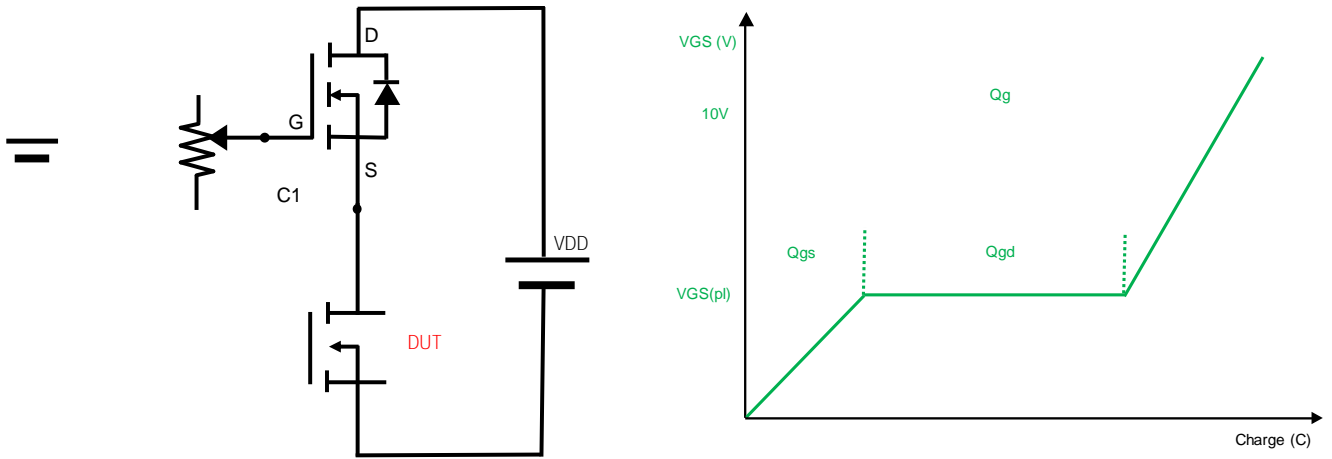 D
G
S
C1
VDD
DUT
VGS (V)
10V
Qg
Qgs
Qgd
VGS(pl)
Charge (C)